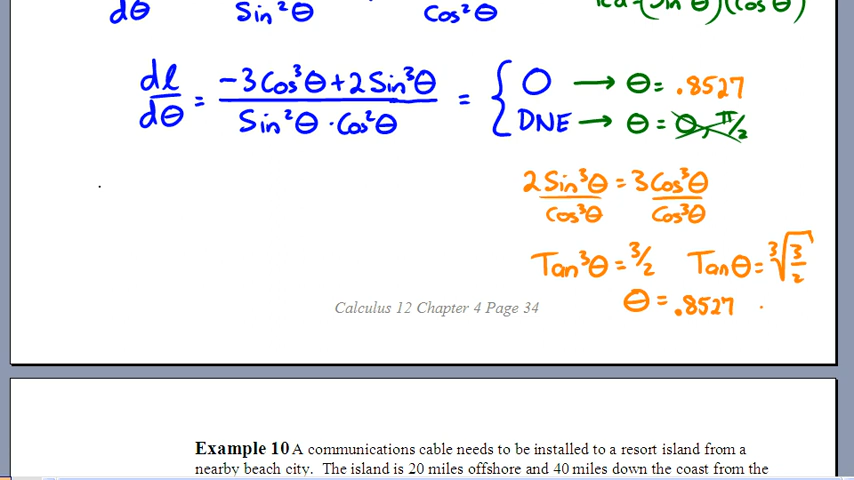 dθ Sin²θ Cos²θ
dl/dθ = (-3Cos³θ + 2Sin³θ)/(Sin²θ · Cos²θ) = { 0 → θ = .8527
DNE → θ = 0, π/2
2Sin³θ/Cos³θ = 3Cos³θ/Cos³θ
Tan³θ = 3/2 Tanθ = ∛(3/2)
θ = .8527
Calculus 12 Chapter 4 Page 34
Example 10 A communications cable needs to be installed to a resort island from a
nearby beach city. The island is 20 miles offshore and 40 miles down the coast from the